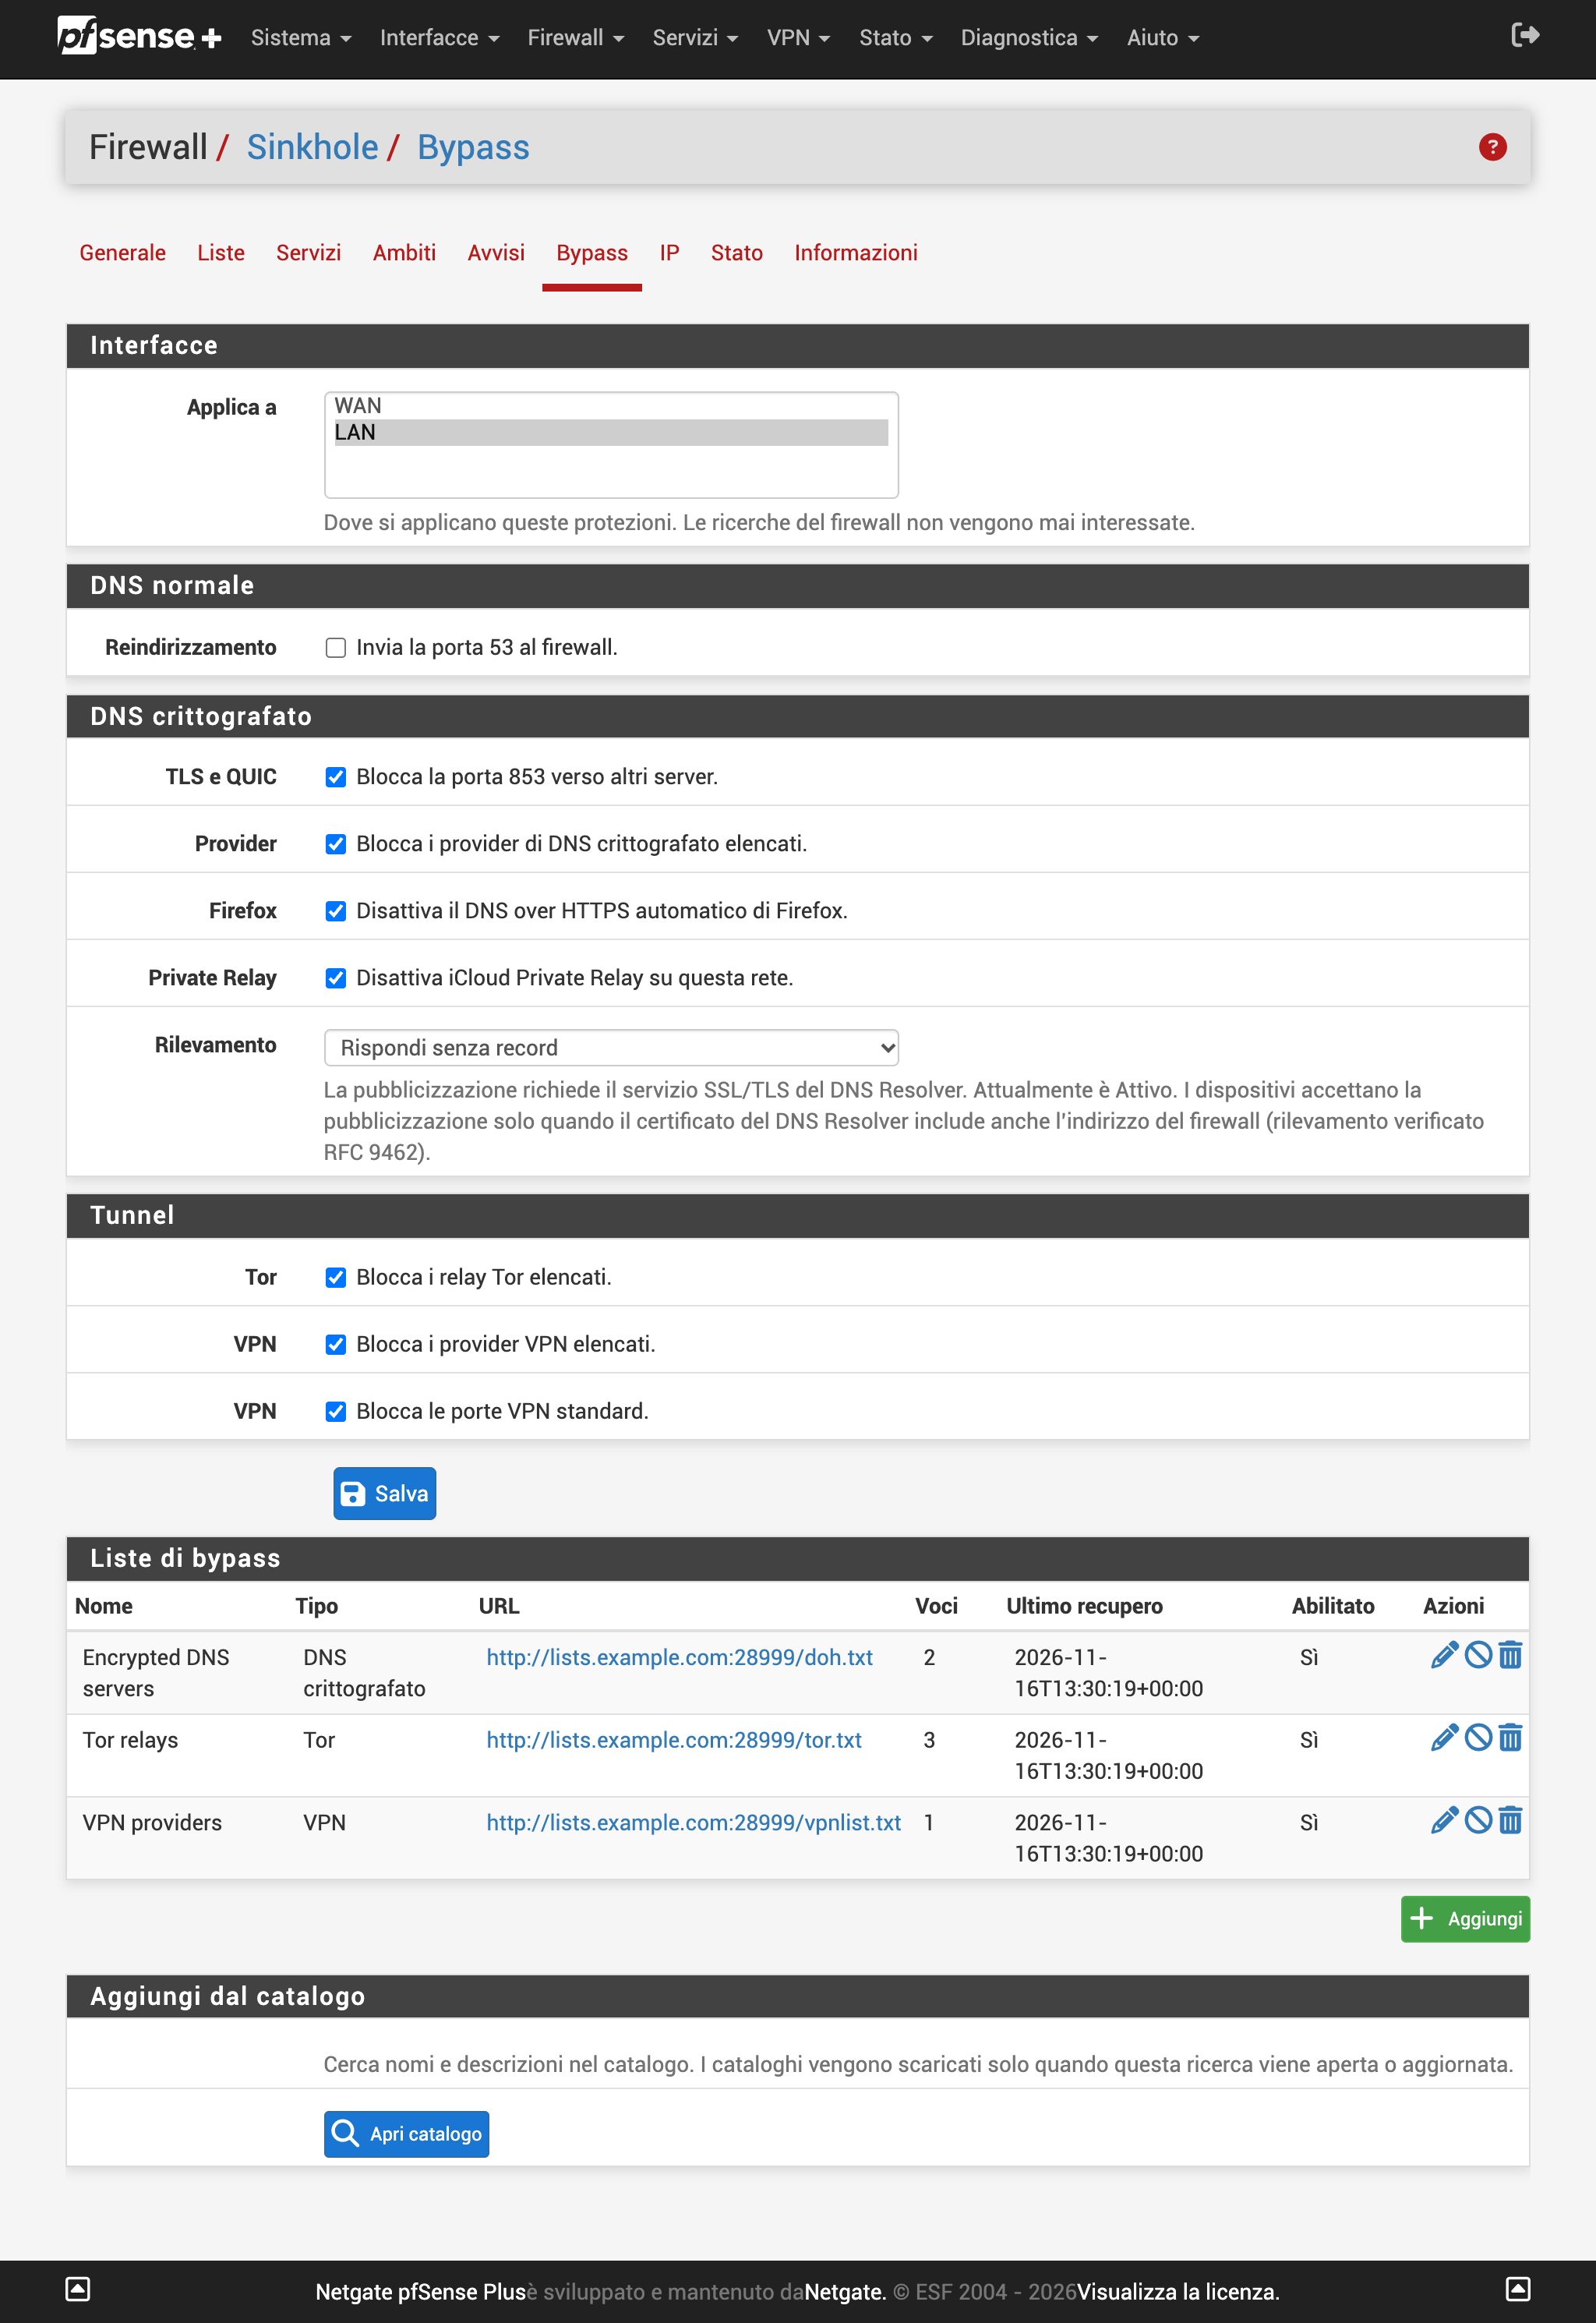 pfsense+ Sistema Interfacce Firewall Servizi VPN Stato Diagnostica Aiuto
Firewall / Sinkhole / Bypass ?
Generale Liste Servizi Ambiti Avvisi Bypass IP Stato Informazioni
Interfacce
Applica a
WAN
LAN
Dove si applicano queste protezioni. Le ricerche del firewall non vengono mai interessate.
DNS normale
Reindirizzamento Invia la porta 53 al firewall.
DNS crittografato
TLS e QUIC Blocca la porta 853 verso altri server.
Provider Blocca i provider di DNS crittografato elencati.
Firefox Disattiva il DNS over HTTPS automatico di Firefox.
Private Relay Disattiva iCloud Private Relay su questa rete.
Rilevamento Rispondi senza record
La pubblicizzazione richiede il servizio SSL/TLS del DNS Resolver. Attualmente è Attivo. I dispositivi accettano la
pubblicizzazione solo quando il certificato del DNS Resolver include anche l'indirizzo del firewall (rilevamento verificato
RFC 9462).
Tunnel
Tor Blocca i relay Tor elencati.
VPN Blocca i provider VPN elencati.
VPN Blocca le porte VPN standard.
Salva
Liste di bypass
Nome Tipo URL Voci Ultimo recupero Abilitato Azioni
Encrypted DNS DNS http://lists.example.com:28999/doh.txt 2 2026-11- Sì
servers crittografato 16T13:30:19+00:00
Tor relays Tor http://lists.example.com:28999/tor.txt 3 2026-11- Sì
16T13:30:19+00:00
VPN providers VPN http://lists.example.com:28999/vpnlist.txt 1 2026-11- Sì
16T13:30:19+00:00
Aggiungi
Aggiungi dal catalogo
Cerca nomi e descrizioni nel catalogo. I cataloghi vengono scaricati solo quando questa ricerca viene aperta o aggiornata.
Apri catalogo
Netgate pfSense Plusè sviluppato e mantenuto daNetgate. © ESF 2004 - 2026Visualizza la licenza.